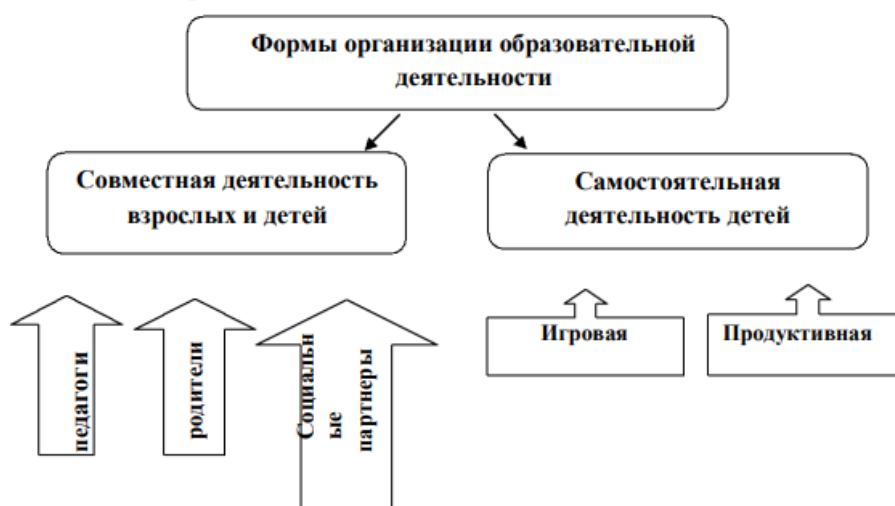 Формы организации образовательной
деятельности
Совместная деятельность
взрослых и детей
Самостоятельная
деятельность детей
педагоги
родители
Социальн
ые
партнеры
Игровая
Продуктивная